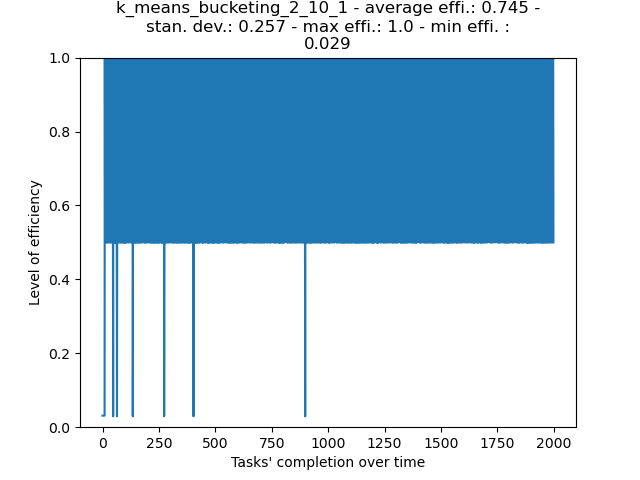 k_means_bucketing_2_10_1 - average effi.: 0.745 -
stan. dev.: 0.257 - max effi.: 1.0 - min effi. :
0.029
1.0
0.8
0.6
0.4
0.2
0.0
Level of efficiency
0 250 500 750 1000 1250 1500 1750 2000
Tasks' completion over time